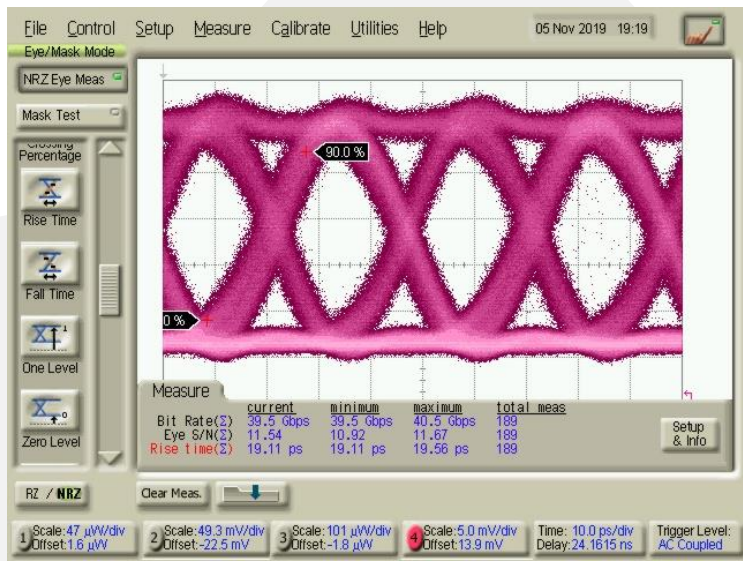 File Control Setup Measure Calibrate Utilities Help 05 Nov 2019 19:19
Eye/Mask Mode
NRZ Eye Meas
Mask Test
Crossing
Percentage
Rise Time
Fall Time
One Level
Zero Level
90.0 %
0 %
Measure
current minimum maximum total meas
Bit Rate(Σ) 39.5 Gbps 39.5 Gbps 40.5 Gbps 189
Eye S/N(Σ) 11.54 10.92 11.67 189
Rise time(Σ) 19.11 ps 19.11 ps 19.56 ps 189
Setup
& Info
RZ / NRZ
Clear Meas.
1 Scale:47 µW/div
Offset:1.6 µW
2 Scale:49.3 mV/div
Offset:-22.5 mV
3 Scale:101 µW/div
Offset:-1.8 µW
4 Scale:5.0 mV/div
Offset:13.9 mV
Time: 10.0 ps/div
Delay:24.1615 ns
Trigger Level:
AC Coupled